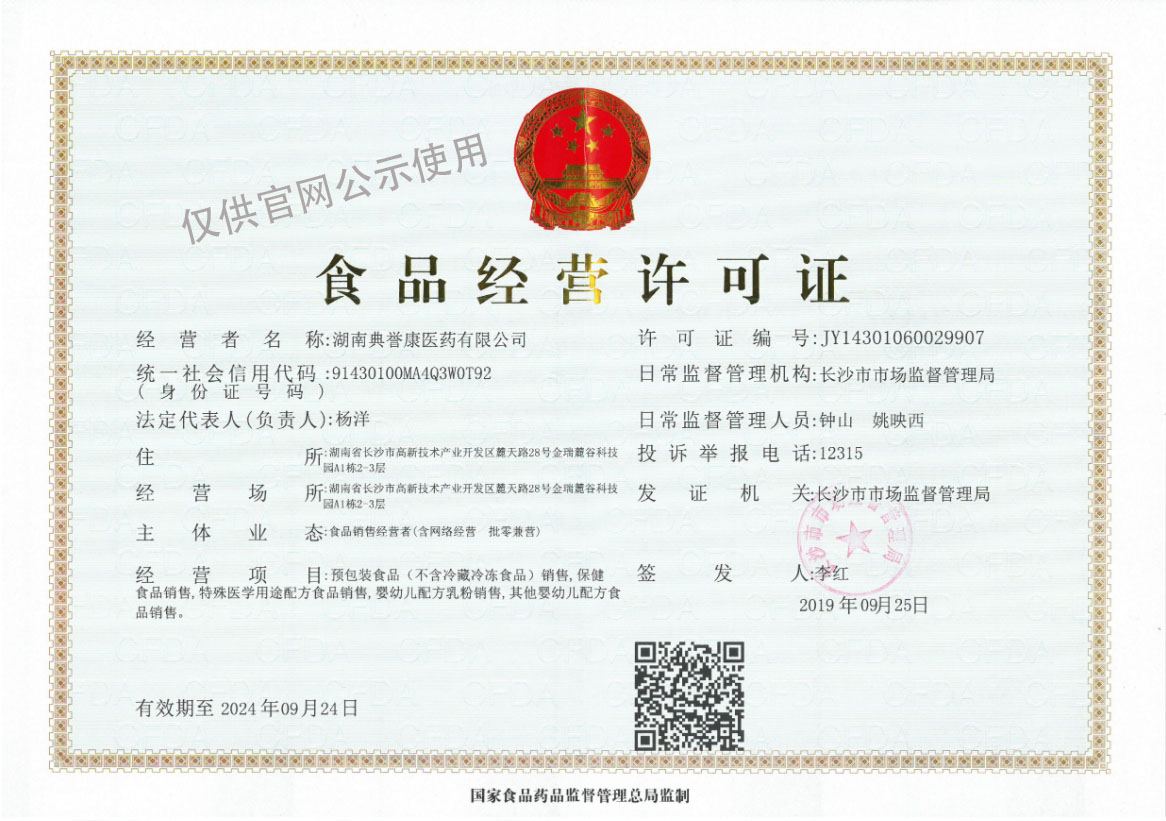 仅供官网公示使用
食品经营许可证
经营者名称:湖南典誉康医药有限公司
统一社会信用代码:91430100MA4Q3W0T92
(身份证号码)
法定代表人(负责人):杨洋
住所:湖南省长沙市高新技术产业开发区麓天路28号金瑞麓谷科技
园A1栋2-3层
经营场所:湖南省长沙市高新技术产业开发区麓天路28号金瑞麓谷科技
园A1栋2-3层
主体业态:食品销售经营者(含网络经营 批零兼营)
经营项目:预包装食品（不含冷藏冷冻食品）销售,保健
食品销售,特殊医学用途配方食品销售,婴幼儿配方乳粉销售,其他婴幼儿配方食
品销售。
有效期至 2024年09月24日
许可证编号:JY14301060029907
日常监督管理机构:长沙市市场监督管理局
日常监督管理人员:钟山 姚映西
投诉举报电话:12315
发证机关:长沙市市场监督管理局
签发人:李红
2019年09月25日
国家食品药品监督管理总局监制